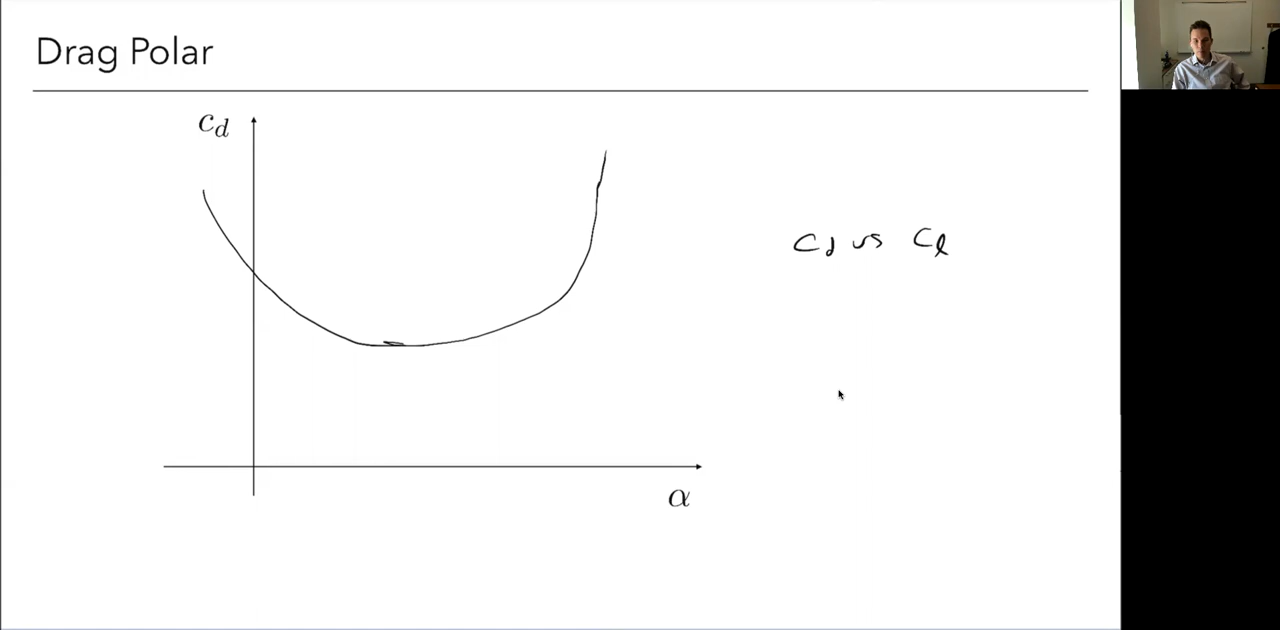 Drag Polar
c_d
c_d vs c_ℓ
α